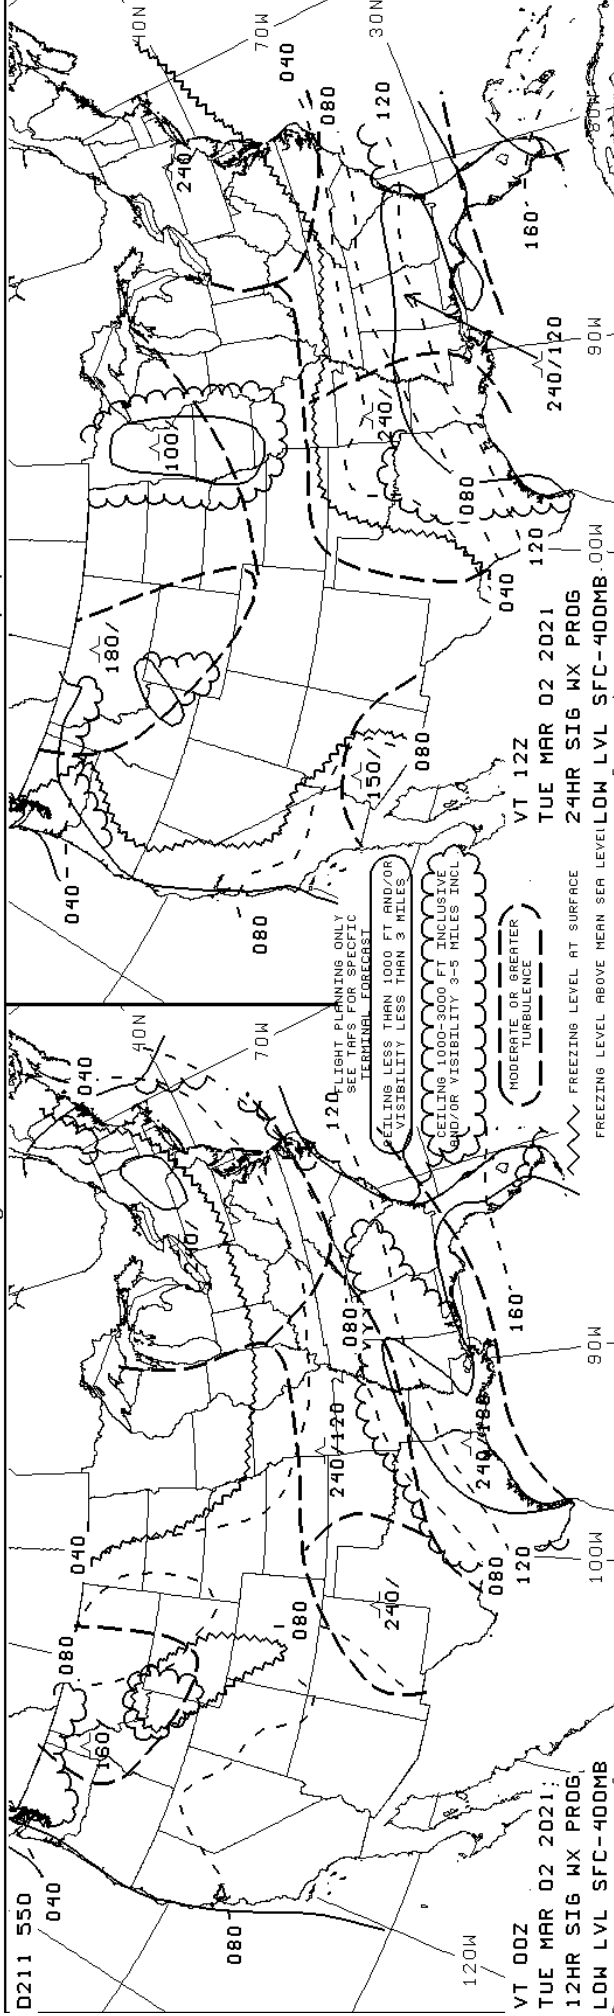 D211 550
040
080
040
040
40N
70W
160/
080
080
080
240/
240/120
080
120
080
120
160
240/180
120W
100W
90W
VT 00Z
TUE MAR 02 2021
12HR SIG WX PROG
LOW LVL SFC-400MB
FLIGHT PLANNING ONLY
SEE TAFS FOR SPECFIC
TERMINAL FORECAST
CEILING LESS THAN 1000 FT AND/OR
VISIBILITY LESS THAN 3 MILES
CEILING 1000-3000 FT INCLUSIVE
AND/OR VISIBILITY 3-5 MILES INCL
MODERATE OR GREATER
TURBULENCE
FREEZING LEVEL AT SURFACE
FREEZING LEVEL ABOVE MEAN SEA LEVEL
040
080
180/
100/
240
40N
70W
040
080
120
30N
150/
080
240/
080
240/120
160
040
120
90W
80W
VT 12Z
TUE MAR 02 2021
24HR SIG WX PROG
LOW LVL SFC-400MB